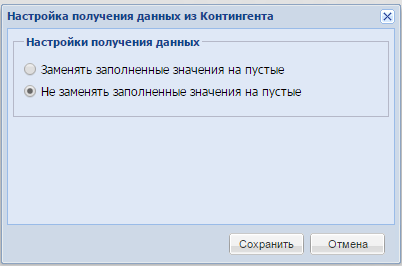 Настройка получения данных из Контингента
Настройки получения данных
Заменять заполненные значения на пустые
Не заменять заполненные значения на пустые
Сохранить
Отмена